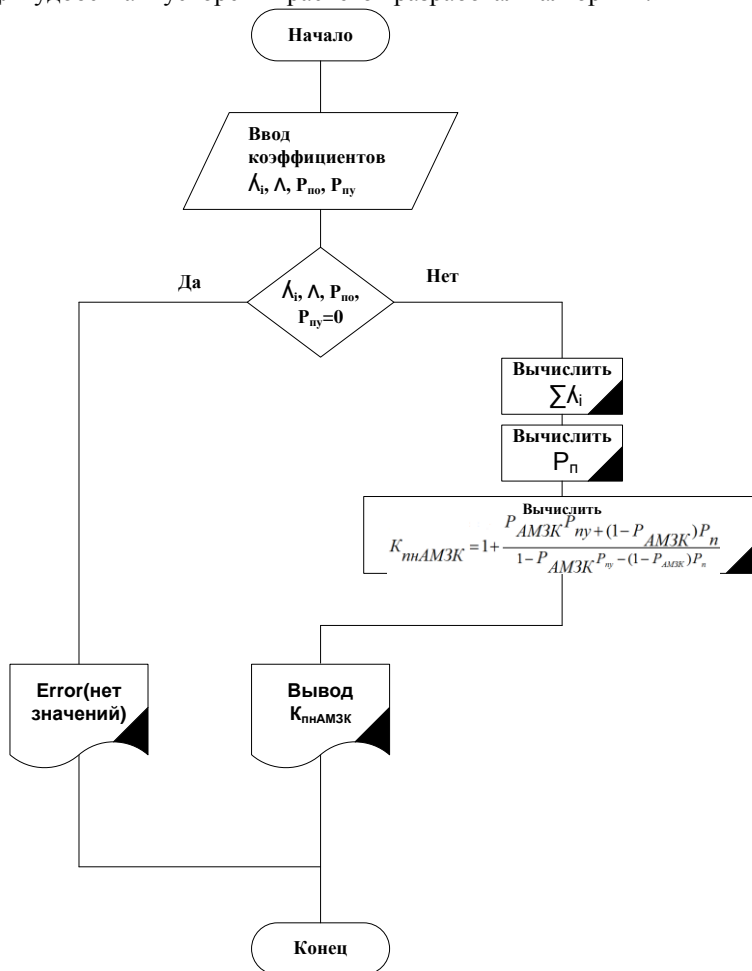 Начало
Ввод
коэффициентов
ʎi, Λ, Pпо, Pпу
Да
Нет
ʎi, Λ, Pпо,
Pпу=0
Вычислить
∑ʎi
Вычислить
Pп
Вычислить
KпнАМЗК = 1 + (PАМЗК Pпу + (1 - PАМЗК)Pп) / (1 - PАМЗК Pпу - (1 - PАМЗК)Pп)
Error(нет
значений)
Вывод
KпнАМЗК
Конец